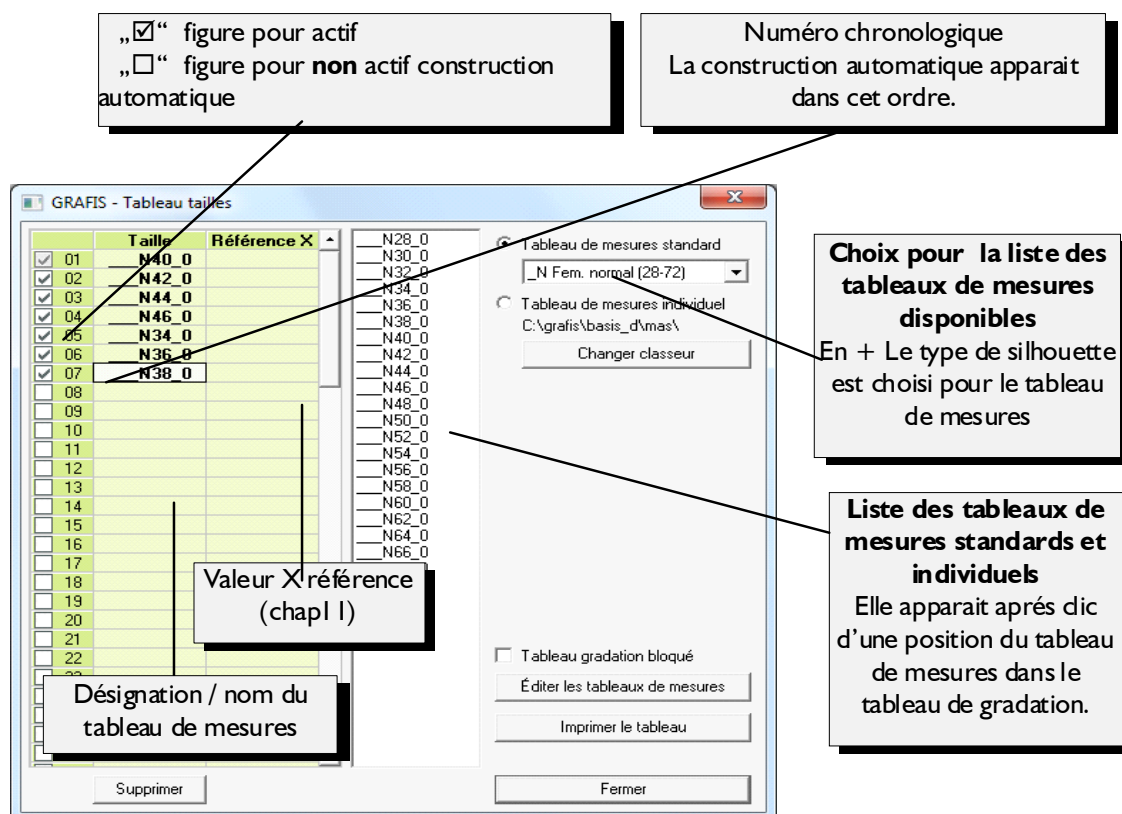 „☑“ figure pour actif
„☐“ figure pour non actif construction
automatique
Numéro chronologique
La construction automatique apparait
dans cet ordre.
GRAFIS - Tableau tailles
Taille Référence X
01 ___N40_0
02 ___N42_0
03 ___N44_0
04 ___N46_0
05 ___N34_0
06 ___N36_0
07 ___N38_0
08
09
10
11
12
13
14
15
16
17
18
19
20
21
22
___N28_0
___N30_0
___N32_0
___N34_0
___N36_0
___N38_0
___N40_0
___N42_0
___N44_0
___N46_0
___N48_0
___N50_0
___N52_0
___N54_0
___N56_0
___N58_0
___N60_0
___N62_0
___N64_0
___N66_0
Tableau de mesures standard
_N Fem. normal (28-72)
Tableau de mesures individuel
C:\grafis\basis_d\mas\
Changer classeur
Tableau gradation bloqué
Éditer les tableaux de mesures
Imprimer le tableau
Supprimer
Fermer
Valeur X référence
(chap11)
Désignation / nom du
tableau de mesures
Choix pour la liste des
tableaux de mesures
disponibles
En + Le type de silhouette
est choisi pour le tableau
de mesures
Liste des tableaux de
mesures standards et
individuels
Elle apparait aprés clic
d’une position du tableau
de mesures dans le
tableau de gradation.